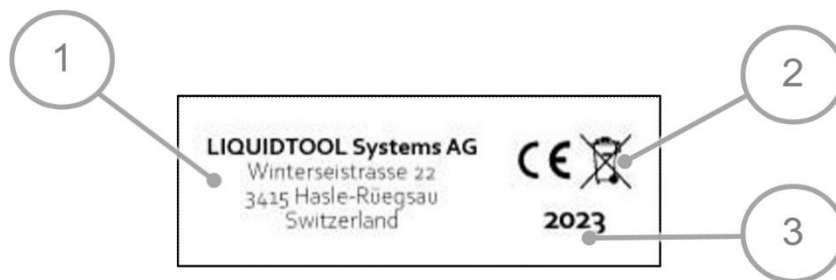 1
2
LIQUIDTOOL Systems AG
Winterseistrasse 22
3415 Hasle-Rüegsau
Switzerland
CE
2023
3